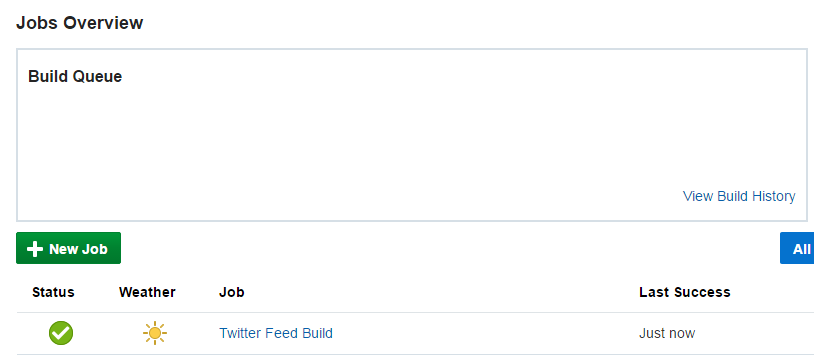 Jobs Overview
Build Queue
View Build History
New Job
All
Status Weather Job Last Success
Twitter Feed Build Just now